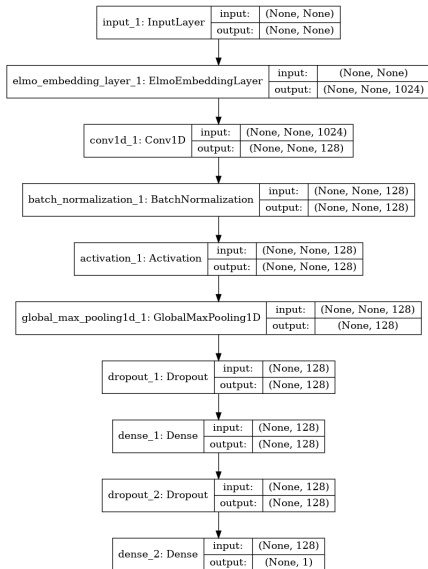 input_1: InputLayer input: (None, None)
output: (None, None)
elmo_embedding_layer_1: ElmoEmbeddingLayer input: (None, None)
output: (None, None, 1024)
conv1d_1: Conv1D input: (None, None, 1024)
output: (None, None, 128)
batch_normalization_1: BatchNormalization input: (None, None, 128)
output: (None, None, 128)
activation_1: Activation input: (None, None, 128)
output: (None, None, 128)
global_max_pooling1d_1: GlobalMaxPooling1D input: (None, None, 128)
output: (None, 128)
dropout_1: Dropout input: (None, 128)
output: (None, 128)
dense_1: Dense input: (None, 128)
output: (None, 128)
dropout_2: Dropout input: (None, 128)
output: (None, 128)
dense_2: Dense input: (None, 128)
output: (None, 1)